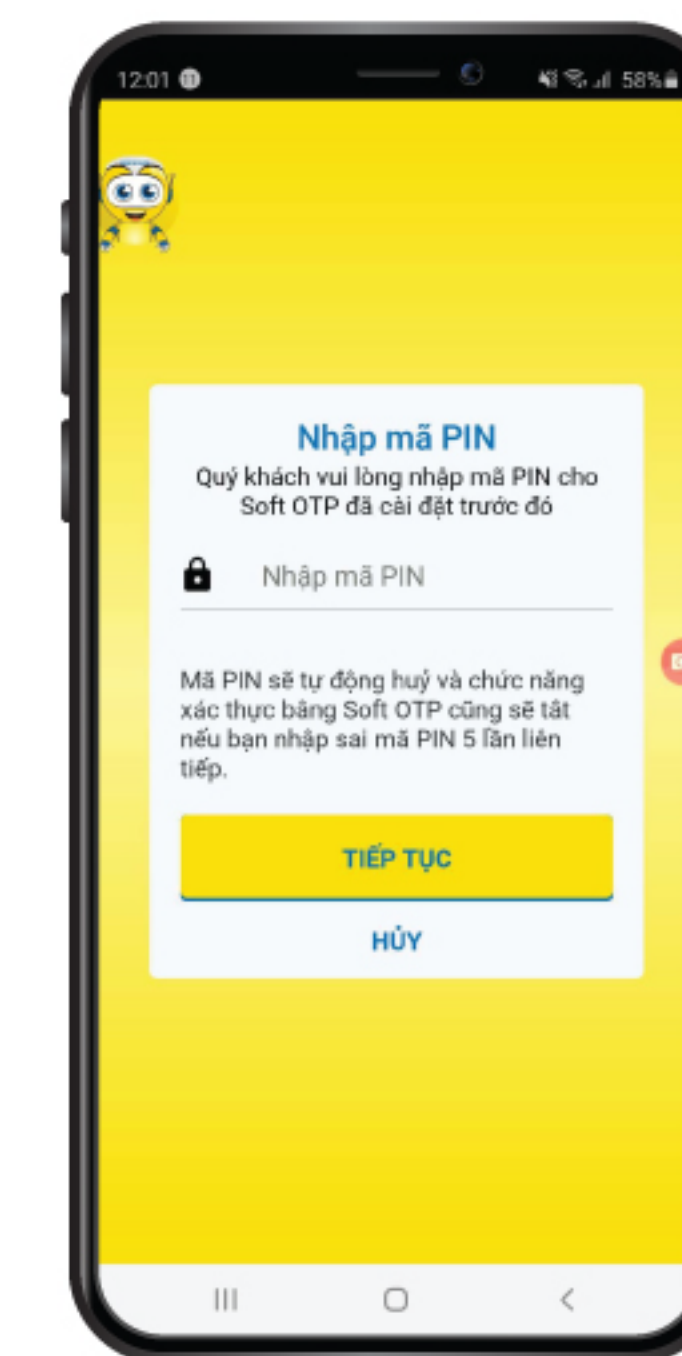 12:01
58%
Nhập mã PIN
Quý khách vui lòng nhập mã PIN cho
Soft OTP đã cài đặt trước đó
Nhập mã PIN
Mã PIN sẽ tự động huỷ và chức năng
xác thực bằng Soft OTP cũng sẽ tắt
nếu bạn nhập sai mã PIN 5 lần liên
tiếp.
TIẾP TỤC
HỦY